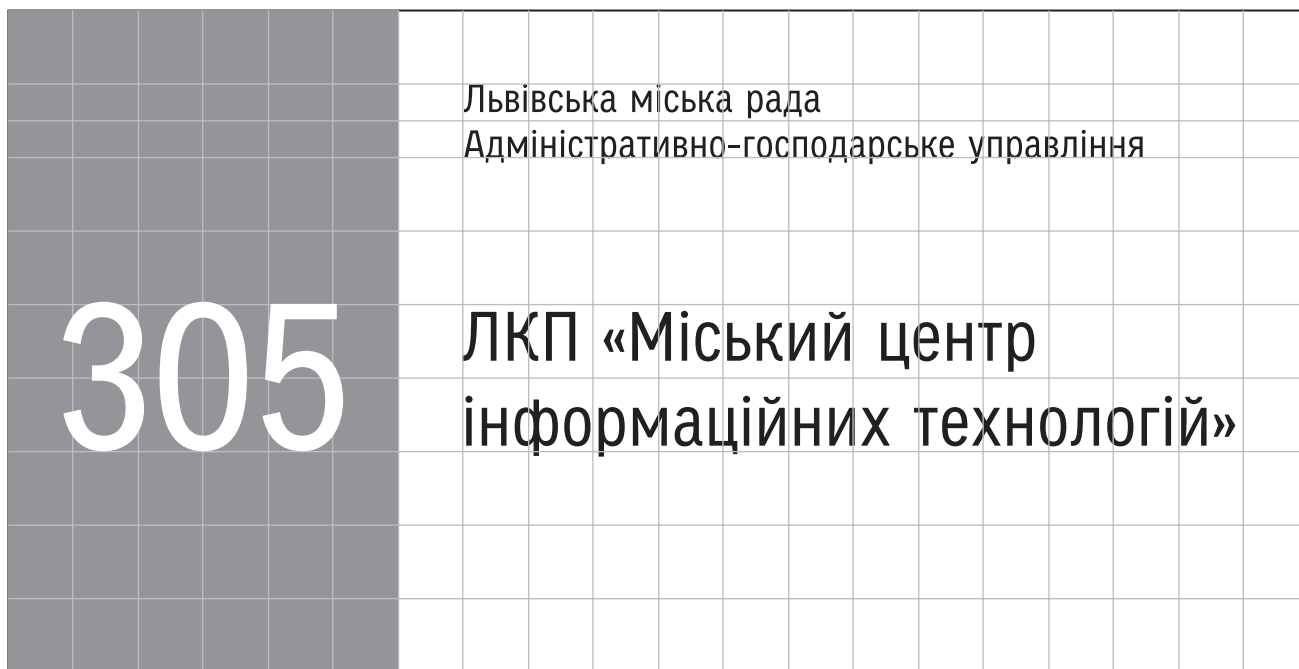 Львівська міська рада
Адміністративно-господарське управління
305
ЛКП «Міський центр
інформаційних технологій»